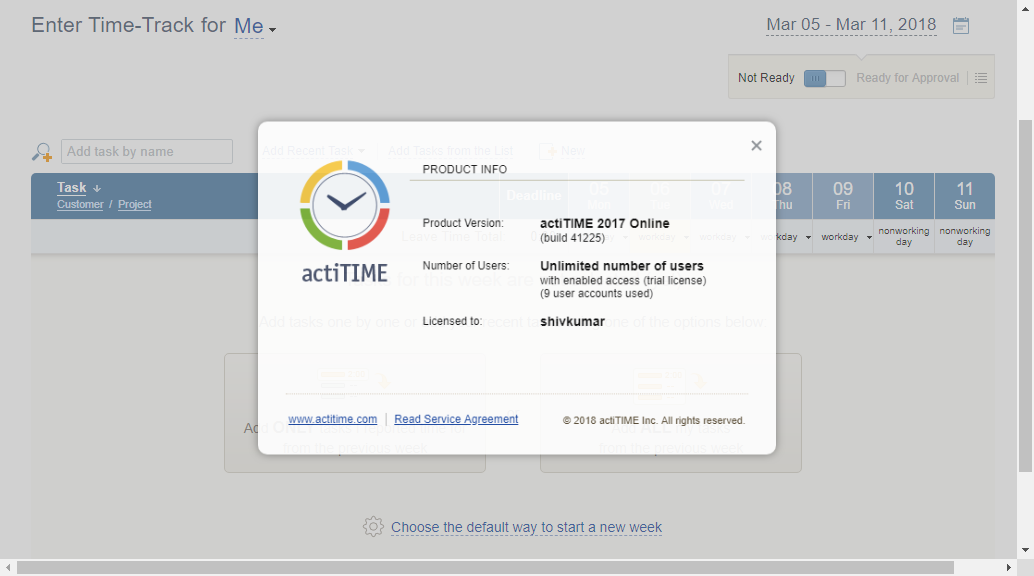 Enter Time-Track for Me
Mar 05 - Mar 11, 2018
Not Ready
Ready for Approval
Add task by name
Add Recent Task
Add Tasks from the List
New
Task
Customer / Project
Deadline
05
Mon
06
Tue
07
Wed
08
Thu
09
Fri
10
Sat
11
Sun
Leave Time Total:
workday
workday
nonworking
day
nonworking
day
PRODUCT INFO
actiTIME
Product Version:
actiTIME 2017 Online
(build 41225)
Number of Users:
Unlimited number of users
with enabled access (trial license)
(9 user accounts used)
Licensed to:
shivkumar
for this week
Add tasks one by one or
recent
one of the options below
from the previous week
ALL
from the previous week
www.actitime.com
Read Service Agreement
© 2018 actiTIME Inc. All rights reserved.
Choose the default way to start a new week